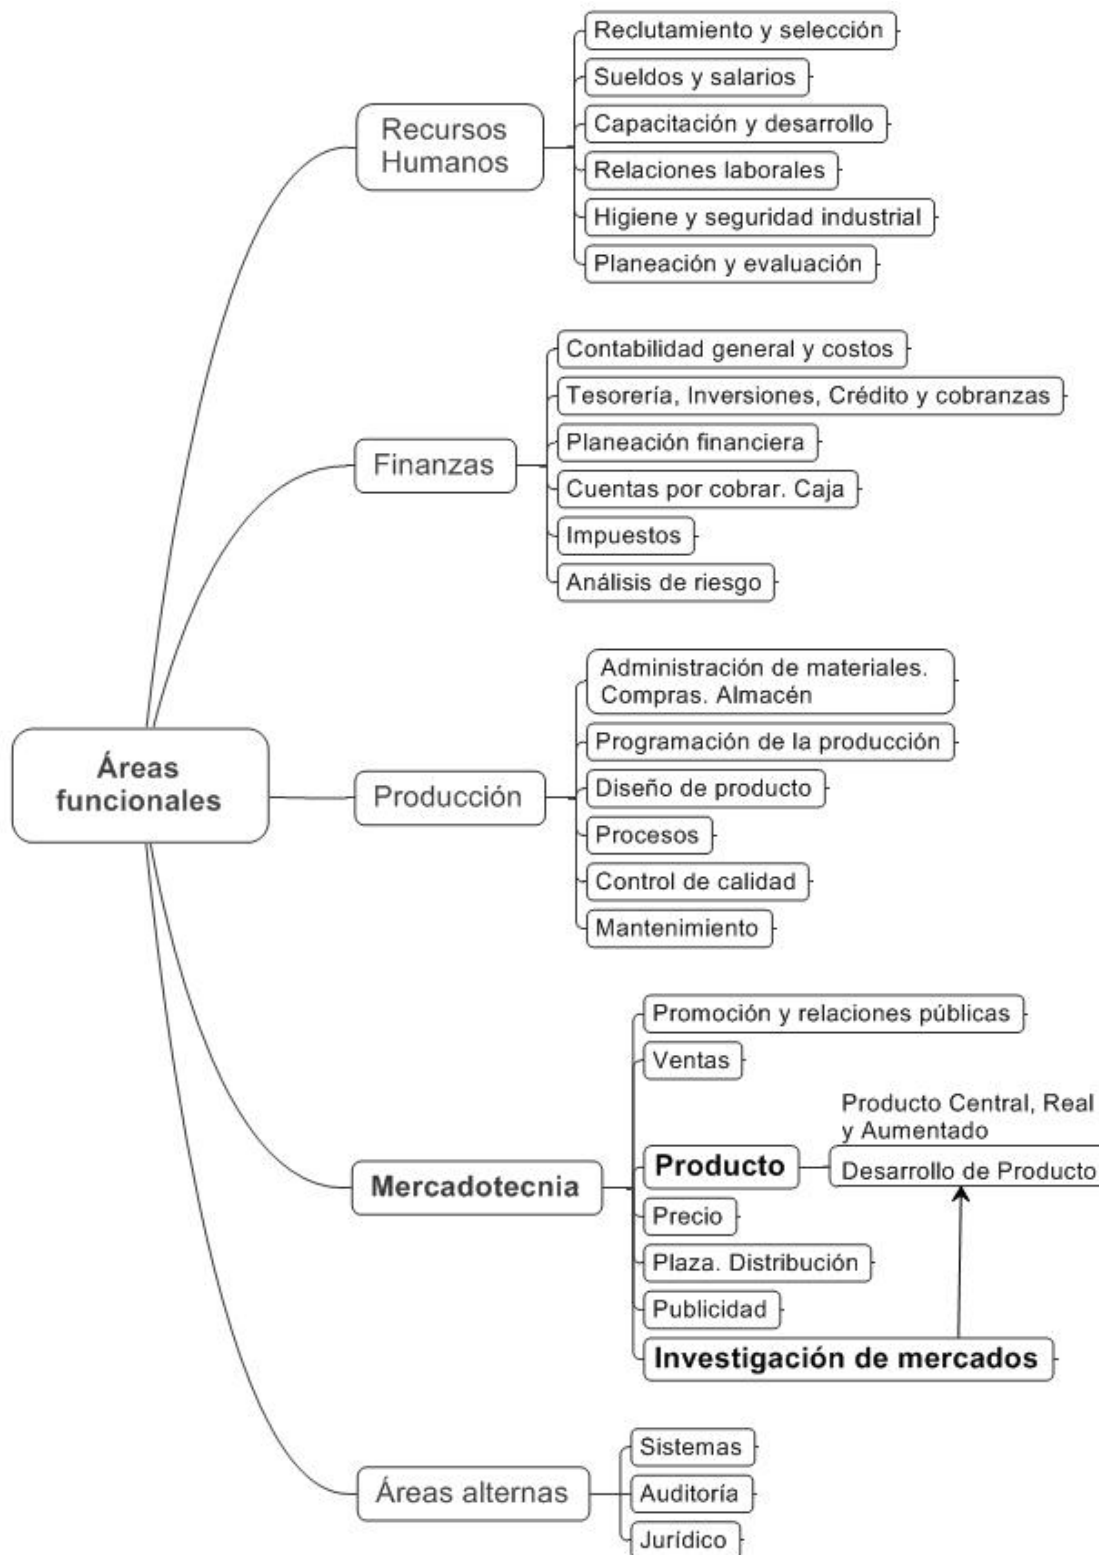 Áreas
funcionales
Recursos
Humanos
Reclutamiento y selección
Sueldos y salarios
Capacitación y desarrollo
Relaciones laborales
Higiene y seguridad industrial
Planeación y evaluación
Finanzas
Contabilidad general y costos
Tesorería, Inversiones, Crédito y cobranzas
Planeación financiera
Cuentas por cobrar. Caja
Impuestos
Análisis de riesgo
Producción
Administración de materiales.
Compras. Almacén
Programación de la producción
Diseño de producto
Procesos
Control de calidad
Mantenimiento
Mercadotecnia
Promoción y relaciones públicas
Ventas
Producto
Producto Central, Real
y Aumentado
Desarrollo de Producto
Precio
Plaza. Distribución
Publicidad
Investigación de mercados
Áreas alternas
Sistemas
Auditoría
Jurídico